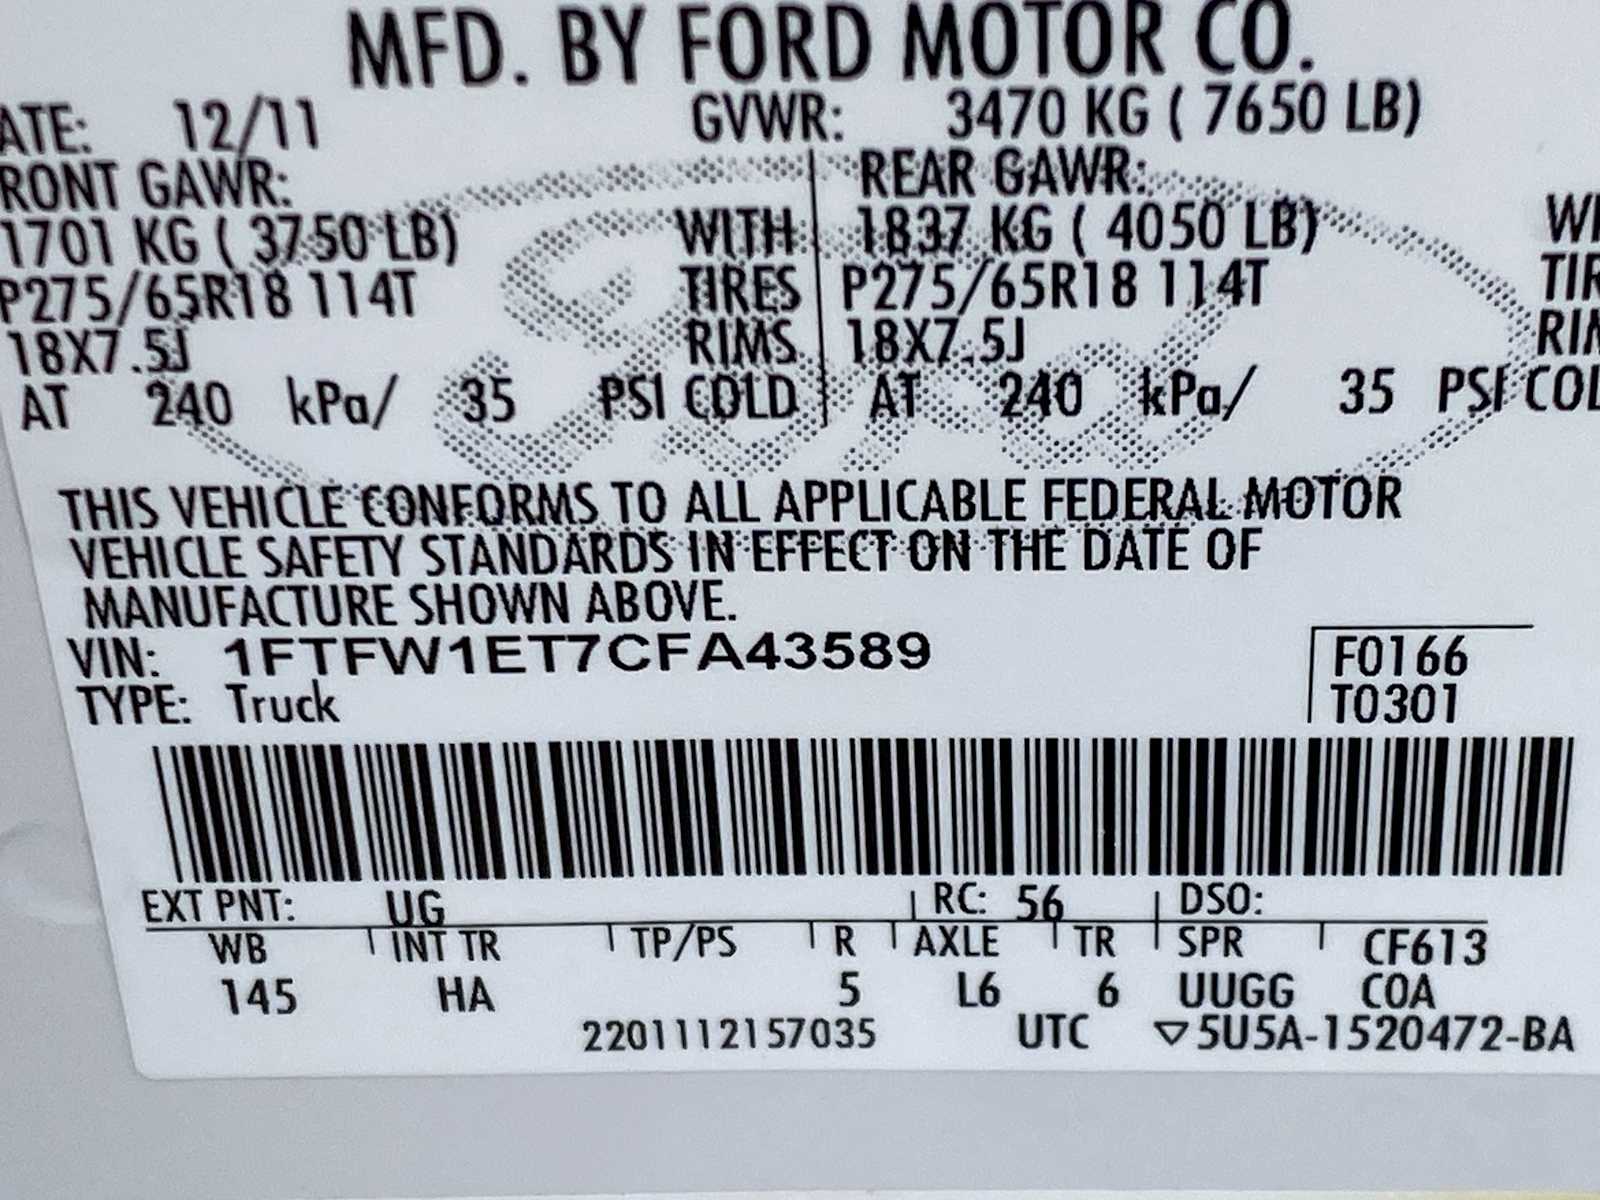 MFD. BY FORD MOTOR CO.
ATE: 12/11 GVWR: 3470 KG ( 7650 LB)
RONT GAWR: REAR GAWR:
1701 KG ( 3750 LB) WITH 1837 KG ( 4050 LB) WI
P275/65R18 114T TIRES P275/65R18 114T TIR
18X7.5J RIMS 18X7.5J RIM
AT 240 kPa/ 35 PSI COLD AT 240 kPa/ 35 PSI COL
THIS VEHICLE CONFORMS TO ALL APPLICABLE FEDERAL MOTOR
VEHICLE SAFETY STANDARDS IN EFFECT ON THE DATE OF
MANUFACTURE SHOWN ABOVE.
VIN: 1FTFW1ET7CFA43589 F0166
TYPE: Truck T0301
EXT PNT: UG RC: 56 DSO:
WB INT TR TP/PS R AXLE TR SPR CF613
145 HA 5 L6 6 UUGG COA
2201112157035 UTC ▽5U5A-1520472-BA